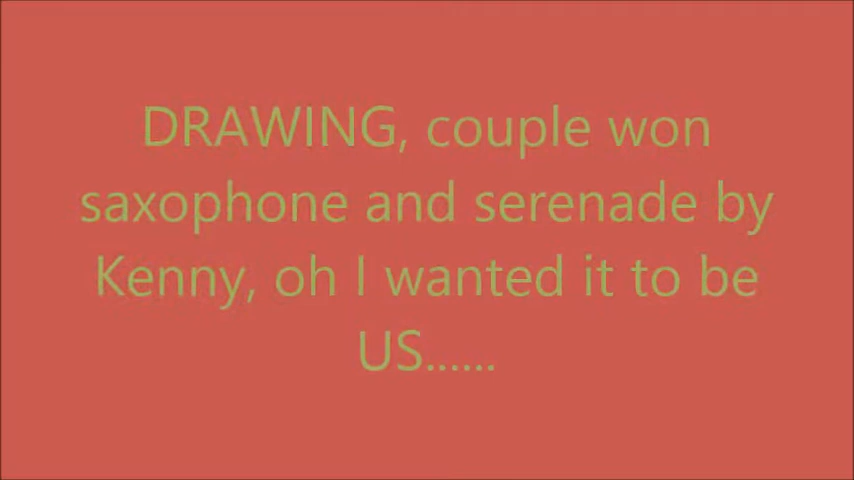 DRAWING, couple won
saxophone and serenade by
Kenny, oh I wanted it to be
US......